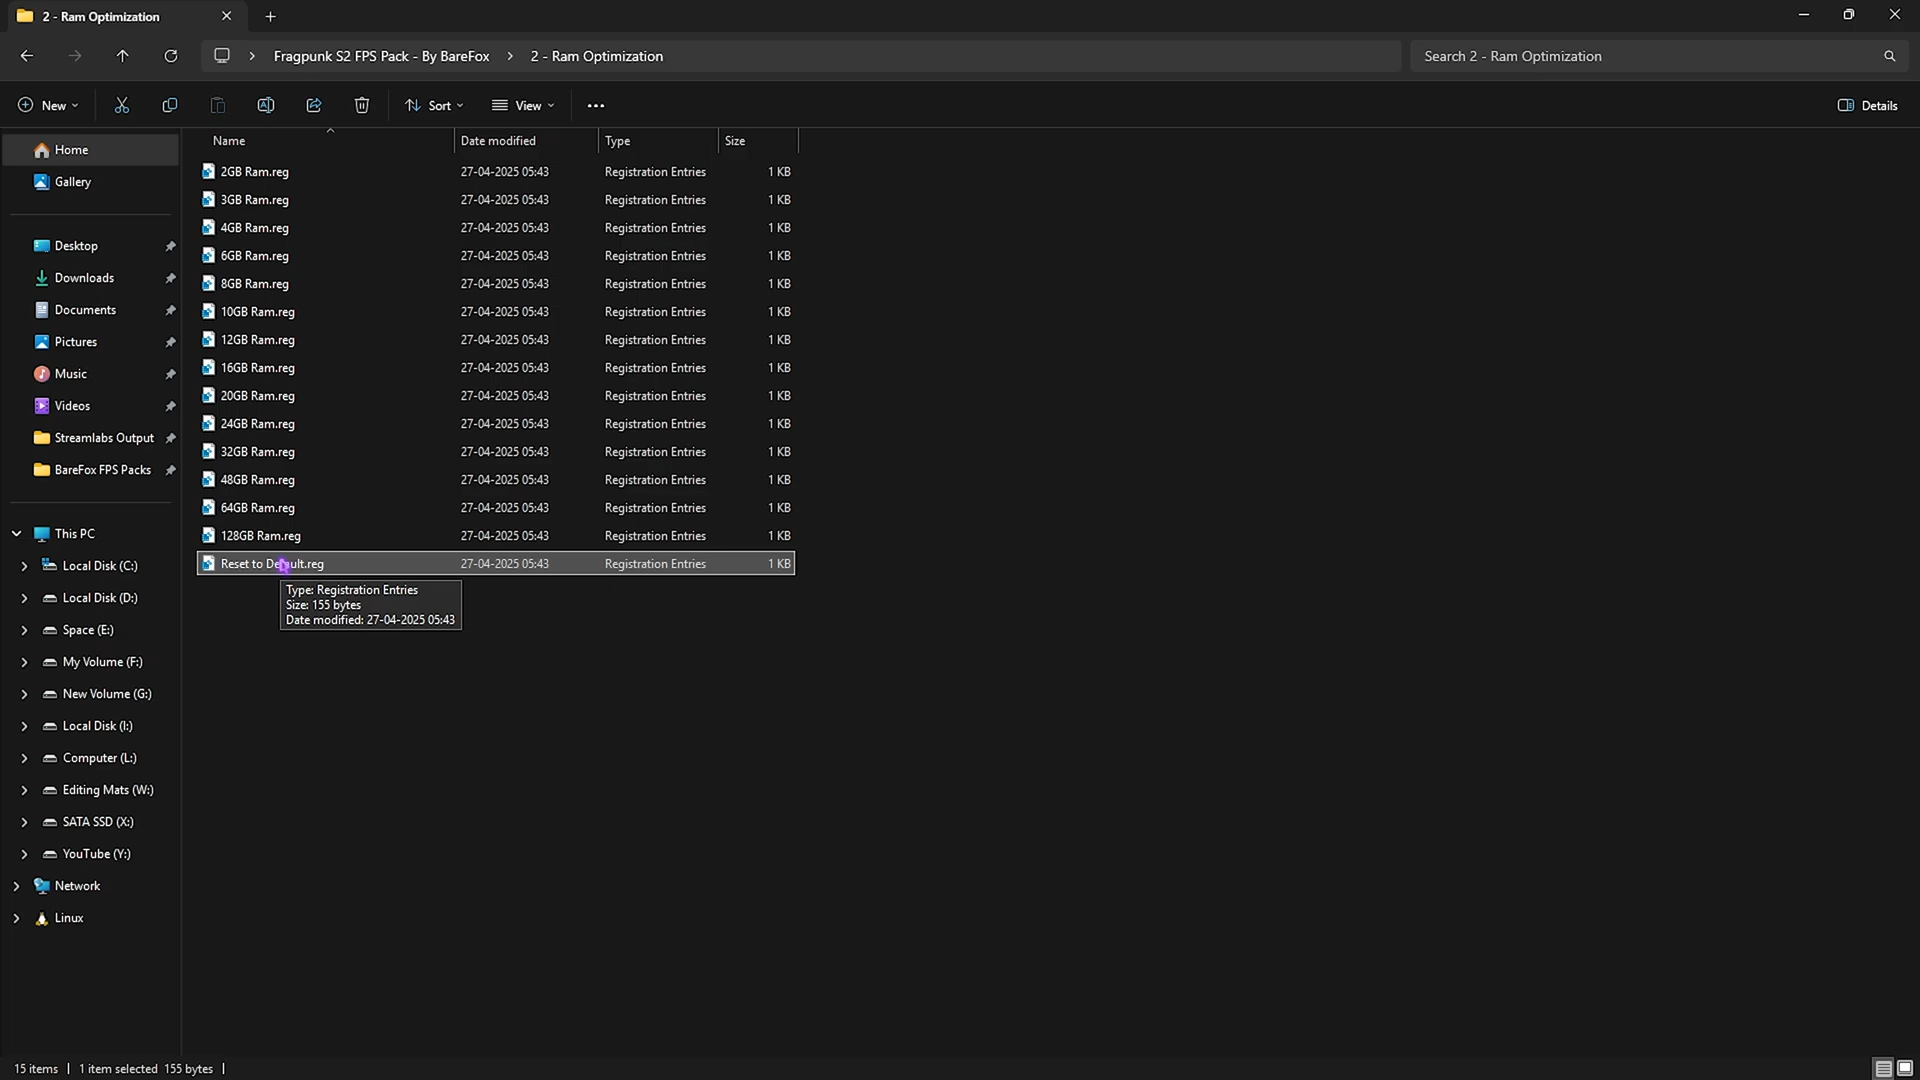 2 - Ram Optimization
Fragpunk S2 FPS Pack - By BareFox > 2 - Ram Optimization
Search 2 - Ram Optimization
New Sort View Details
Name Date modified Type Size
Home
Gallery
Desktop
Downloads
Documents
Pictures
Music
Videos
Streamlabs Output
BareFox FPS Packs
This PC
Local Disk (C:)
Local Disk (D:)
Space (E:)
My Volume (F:)
New Volume (G:)
Local Disk (I:)
Computer (L:)
Editing Mats (W:)
SATA SSD (X:)
YouTube (Y:)
Network
Linux
2GB Ram.reg 27-04-2025 05:43 Registration Entries 1 KB
3GB Ram.reg 27-04-2025 05:43 Registration Entries 1 KB
4GB Ram.reg 27-04-2025 05:43 Registration Entries 1 KB
6GB Ram.reg 27-04-2025 05:43 Registration Entries 1 KB
8GB Ram.reg 27-04-2025 05:43 Registration Entries 1 KB
10GB Ram.reg 27-04-2025 05:43 Registration Entries 1 KB
12GB Ram.reg 27-04-2025 05:43 Registration Entries 1 KB
16GB Ram.reg 27-04-2025 05:43 Registration Entries 1 KB
20GB Ram.reg 27-04-2025 05:43 Registration Entries 1 KB
24GB Ram.reg 27-04-2025 05:43 Registration Entries 1 KB
32GB Ram.reg 27-04-2025 05:43 Registration Entries 1 KB
48GB Ram.reg 27-04-2025 05:43 Registration Entries 1 KB
64GB Ram.reg 27-04-2025 05:43 Registration Entries 1 KB
128GB Ram.reg 27-04-2025 05:43 Registration Entries 1 KB
Reset to Default.reg 27-04-2025 05:43 Registration Entries 1 KB
Type: Registration Entries
Size: 155 bytes
Date modified: 27-04-2025 05:43
15 items | 1 item selected 155 bytes |